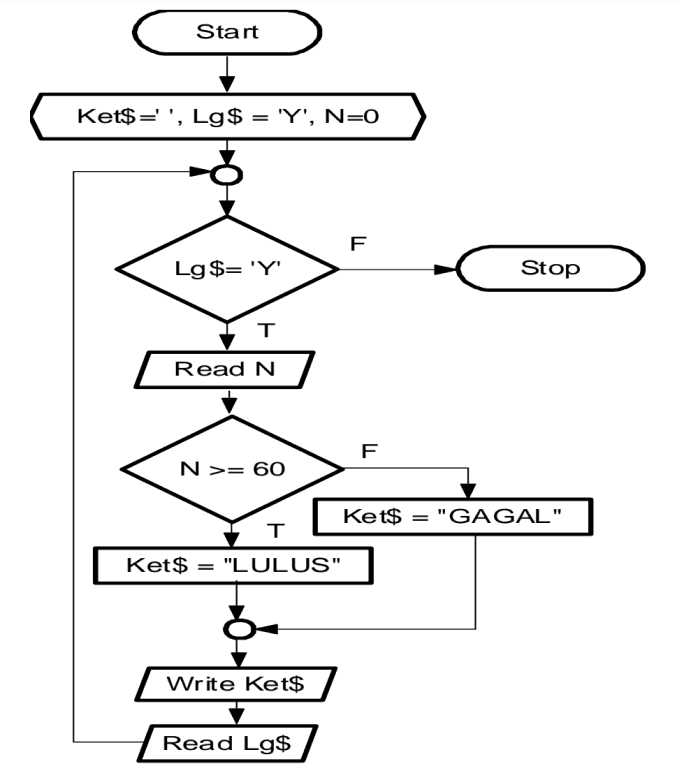 Start
Ket$=' ', Lg$ = 'Y', N=0
Lg$= 'Y'
F
Stop
T
Read N
N >= 60
F
Ket$ = "GAGAL"
T
Ket$ = "LULUS"
Write Ket$
Read Lg$